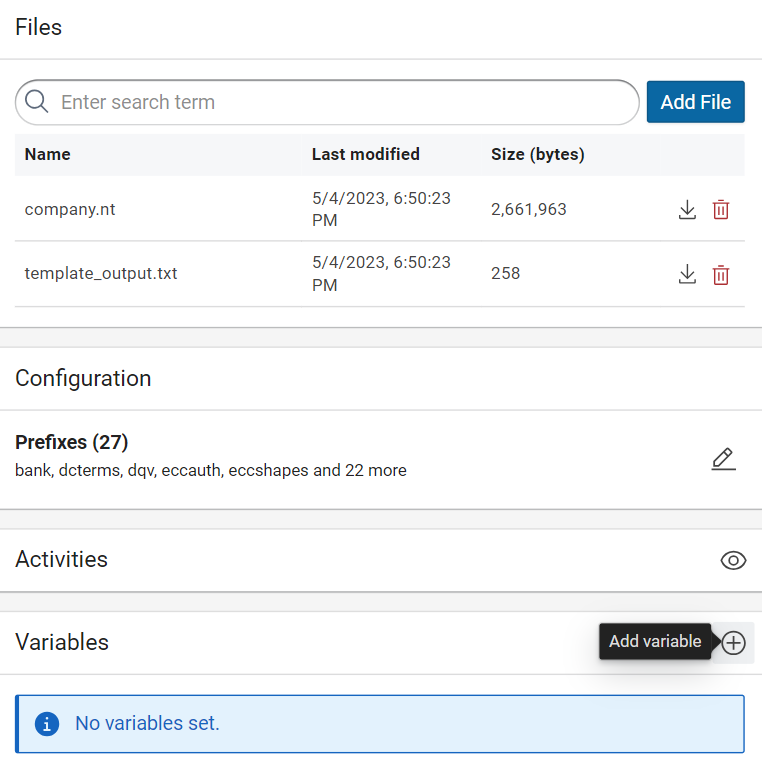 Files
Enter search term
Add File
Name Last modified Size (bytes)
company.nt 5/4/2023, 6:50:23 PM 2,661,963
template_output.txt 5/4/2023, 6:50:23 PM 258
Configuration
Prefixes (27)
bank, dcterms, dqv, eccauth, eccshapes and 22 more
Activities
Variables
Add variable
No variables set.